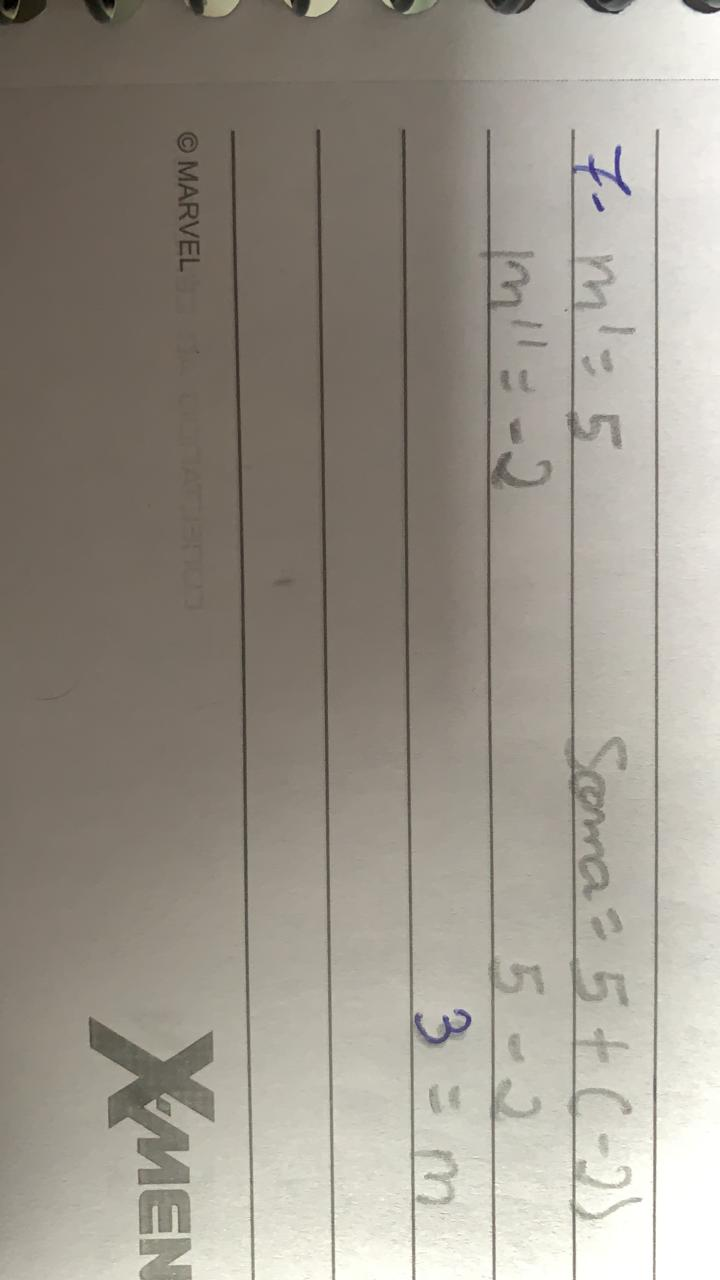 7. m' = 5 Soma = 5 + (-2)
m'' = -2 5 - 2
3 = m
© MARVEL
X-MEN